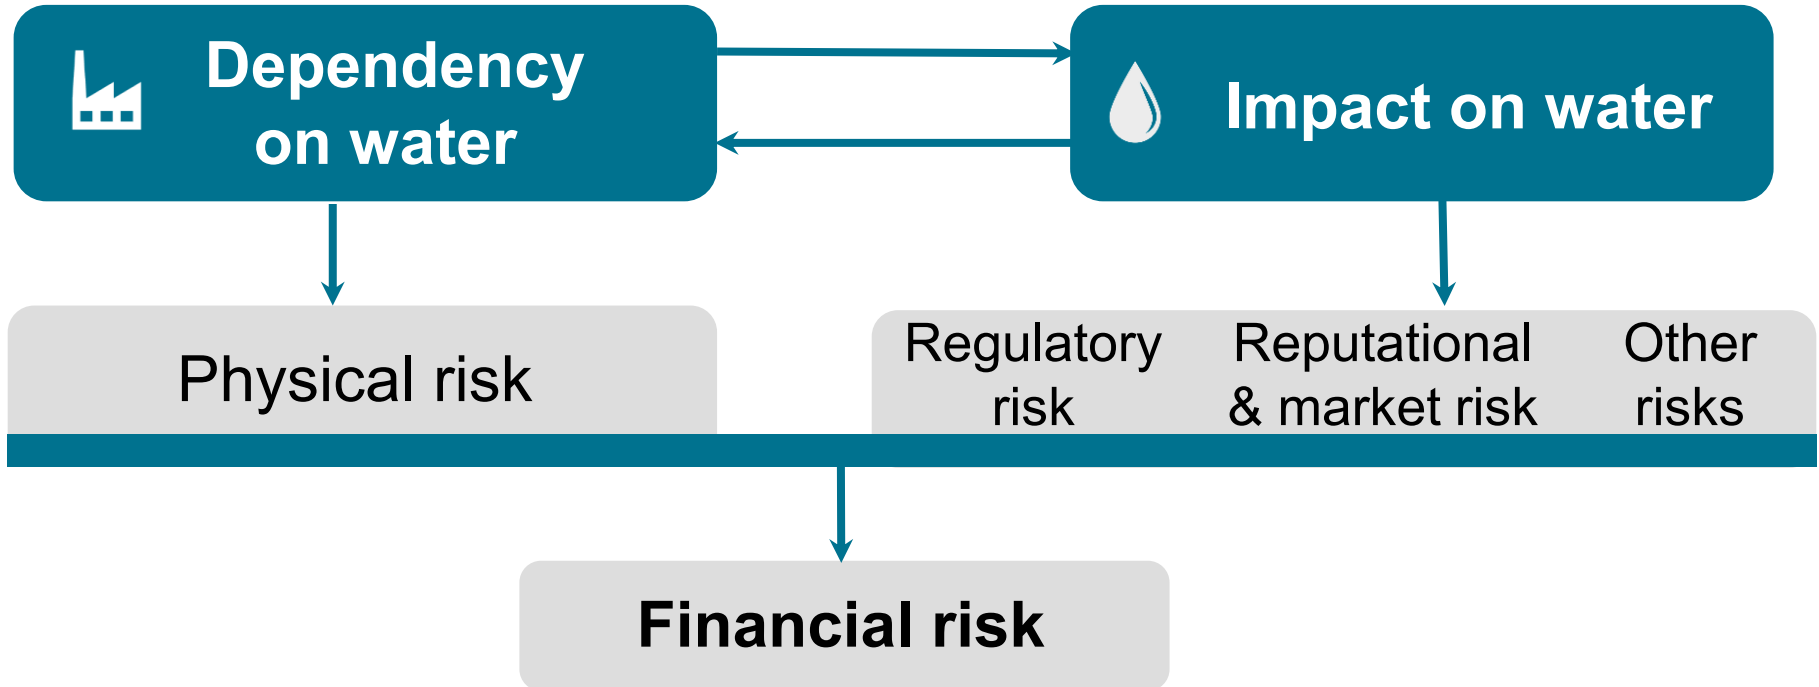 Dependency
on water
Impact on water
Physical risk
Regulatory
risk
Reputational
& market risk
Other
risks
Financial risk